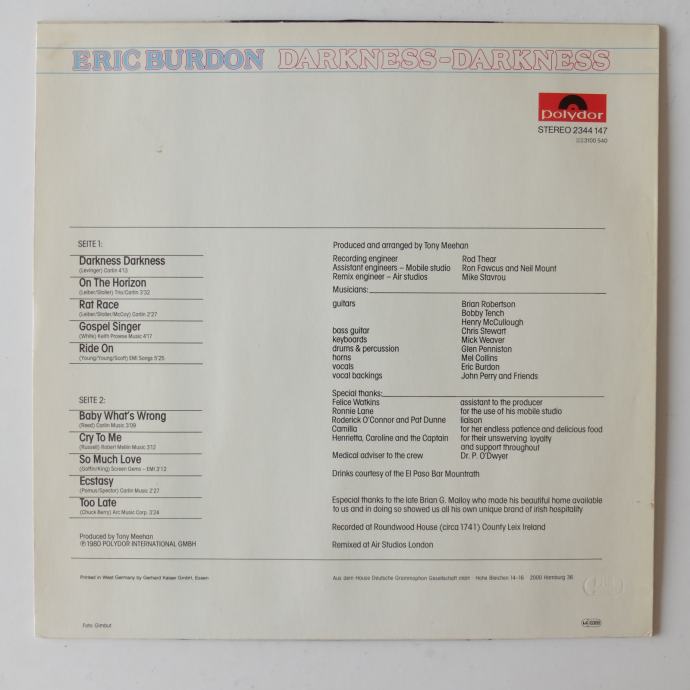 ERIC BURDON DARKNESS-DARKNESS
polydor
STEREO 2344 147
3100 540
SEITE 1:
Darkness Darkness
(Levinger) Carlin 4'13
On The Horizon
(Leiber/Stoller) Trio/Carlin 3'32
Rat Race
(Leiber/Stoller/McCoy) Carlin 2'27
Gospel Singer
(White) Keith Prowse Music 4'17
Ride On
(Young/Young/Scott) EMI Songs 5'25
SEITE 2:
Baby What's Wrong
(Reed) Carlin Music 3'09
Cry To Me
(Russell) Robert Mellin Music 3'12
So Much Love
(Goffin/King) Screen Gems – EMI 3'12
Ecstasy
(Pomus/Spector) Carlin Music 2'27
Too Late
(Chuck Berry) Arc Music Corp. 3'24
Produced by Tony Meehan
℗ 1980 POLYDOR INTERNATIONAL GMBH
Produced and arranged by Tony Meehan
Recording engineer Rod Thear
Assistant engineers – Mobile studio Ron Fawcus and Neil Mount
Remix engineer – Air studios Mike Stavrou
Musicians:
guitars Brian Robertson
Bobby Tench
Henry McCullough
bass guitar Chris Stewart
keyboards Mick Weaver
drums & percussion Glen Penniston
horns Mel Collins
vocals Eric Burdon
vocal backings John Perry and Friends
Special thanks:
Felice Watkins assistant to the producer
Ronnie Lane for the use of his mobile studio
Roderick O'Connor and Pat Dunne liaison
Camilla for her endless patience and delicious food
Henrietta, Caroline and the Captain for their unswerving loyalty
and support throughout
Medical adviser to the crew Dr. P. O'Dwyer
Drinks courtesy of the El Paso Bar Mountrath
Especial thanks to the late Brian G. Malloy who made his beautiful home available
to us and in doing so showed us all his own unique brand of irish hospitality
Recorded at Roundwood House (circa 1741) County Leix Ireland
Remixed at Air Studios London
Printed in West Germany by Gerhard Kaiser GmbH, Essen
Aus dem House Deutsche Grammophon Gesellschaft mbH Hohe Bleichen 14-16 2000 Hamburg 36
Foto: Gimbut